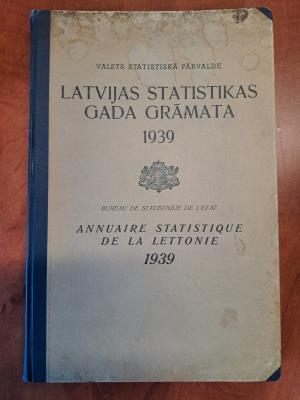 VALSTS STATISTISKĀ PĀRVALDE
LATVIJAS STATISTIKAS
GADA GRĀMATA
1939
BUREAU DE STATISTIQUE DE L'ETAT
ANNUAIRE STATISTIQUE
DE LA LETTONIE
1939